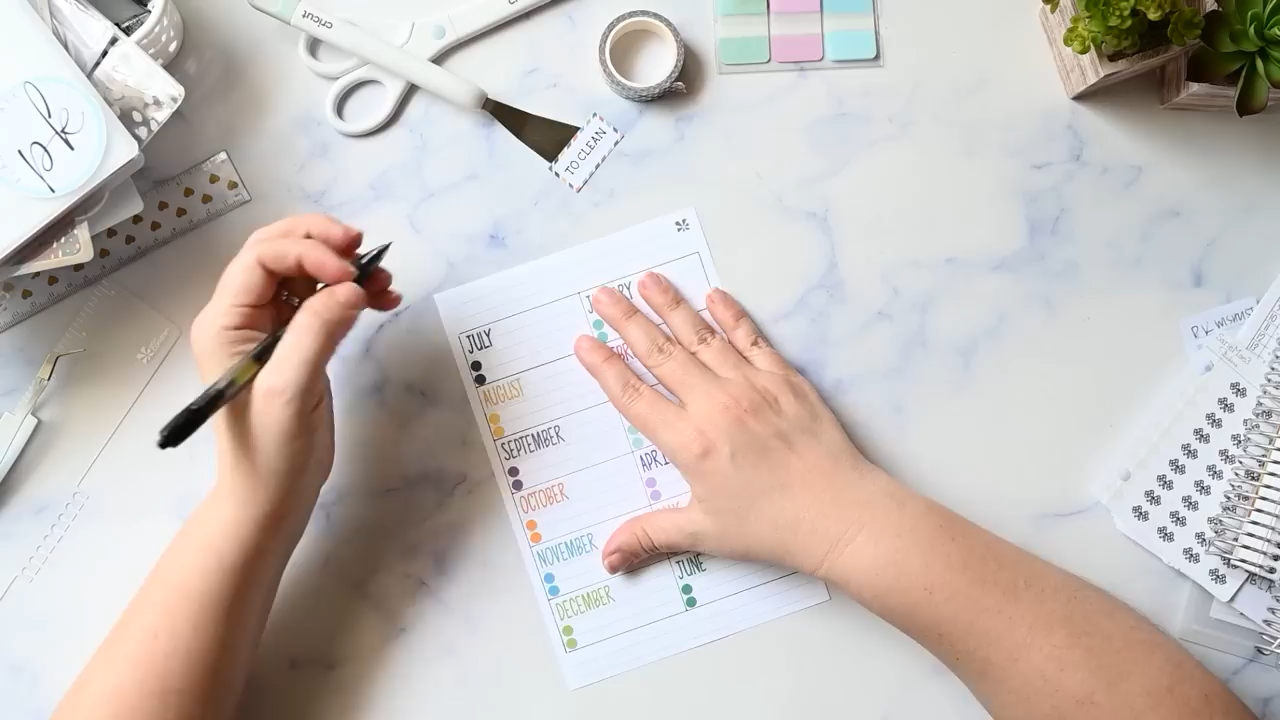 cricut
TO CLEAN
pk
JULY
AUGUST
SEPTEMBER
OCTOBER
NOVEMBER
DECEMBER
JUNE